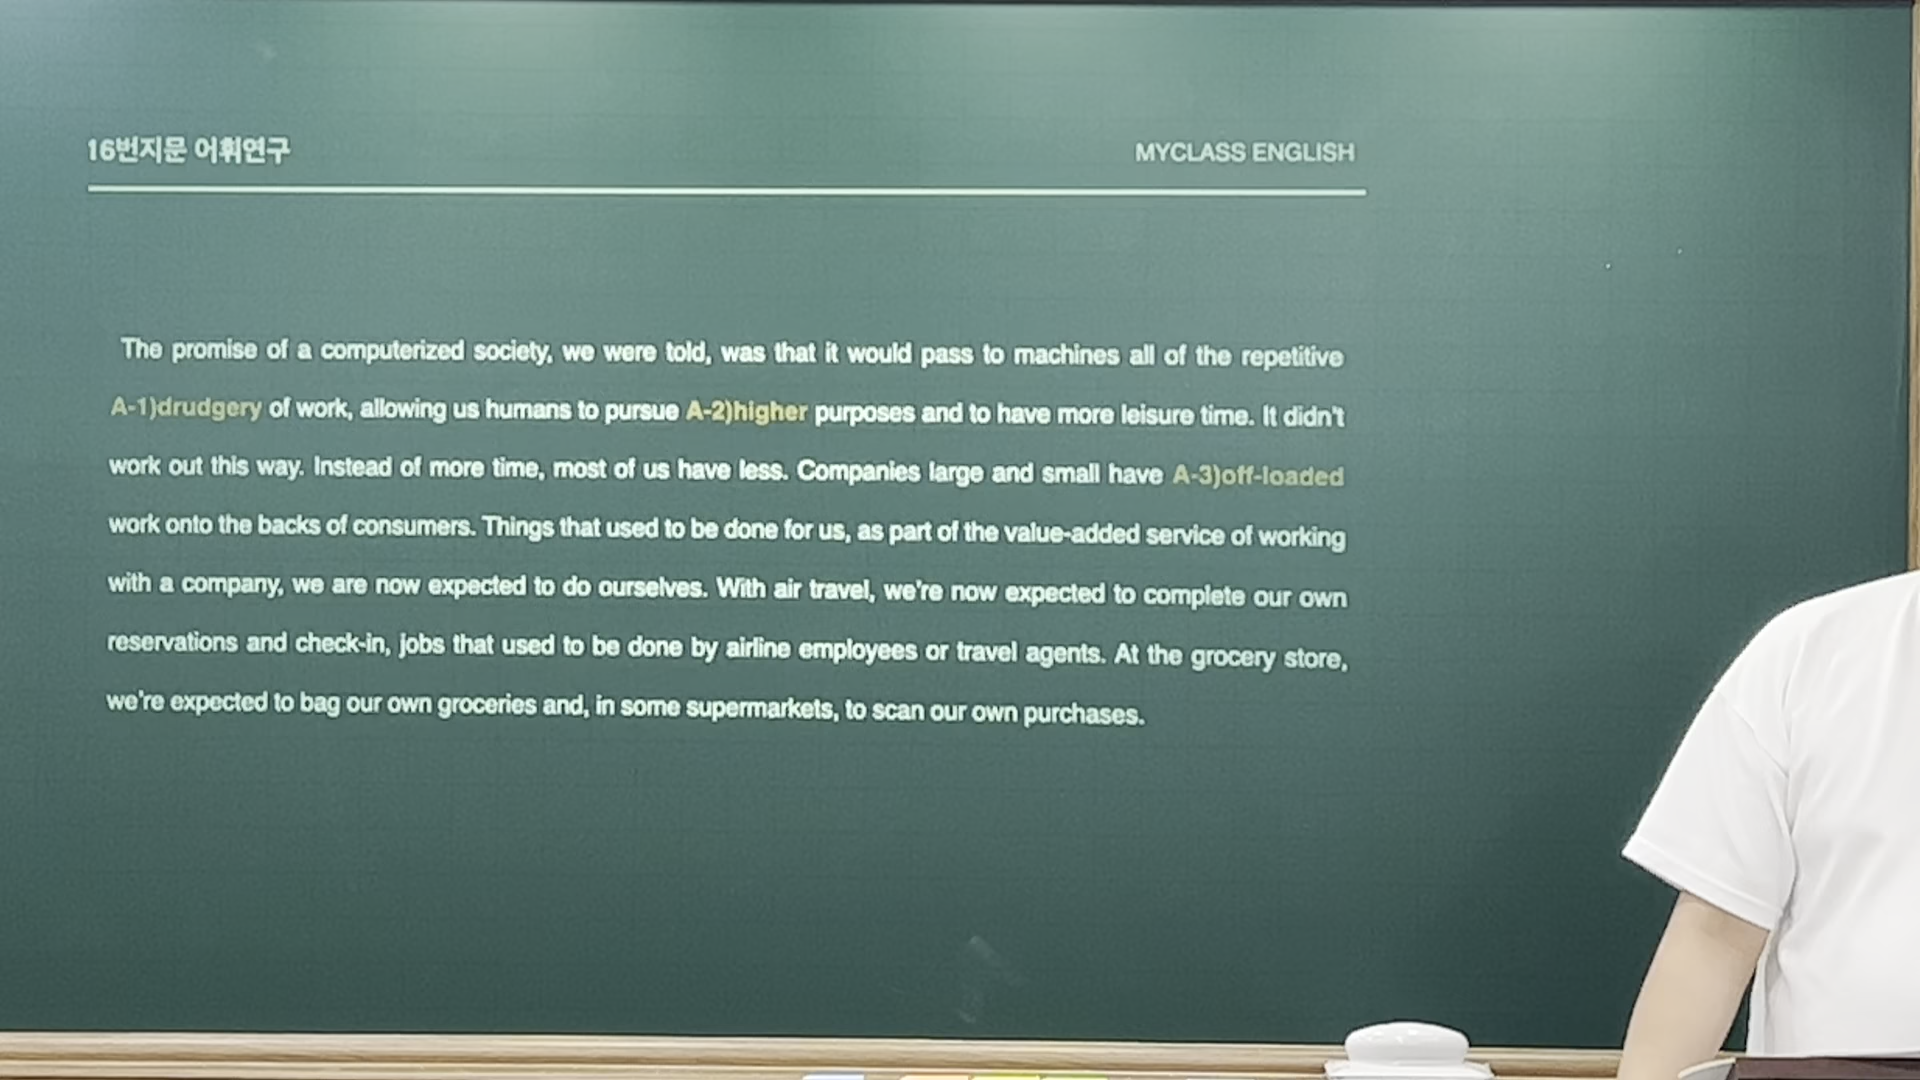 16번지문 어휘연구
MYCLASS ENGLISH
The promise of a computerized society, we were told, was that it would pass to machines all of the repetitive
A-1)drudgery of work, allowing us humans to pursue A-2)higher purposes and to have more leisure time. It didn't
work out this way. Instead of more time, most of us have less. Companies large and small have A-3)off-loaded
work onto the backs of consumers. Things that used to be done for us, as part of the value-added service of working
with a company, we are now expected to do ourselves. With air travel, we're now expected to complete our own
reservations and check-in, jobs that used to be done by airline employees or travel agents. At the grocery store,
we're expected to bag our own groceries and, in some supermarkets, to scan our own purchases.